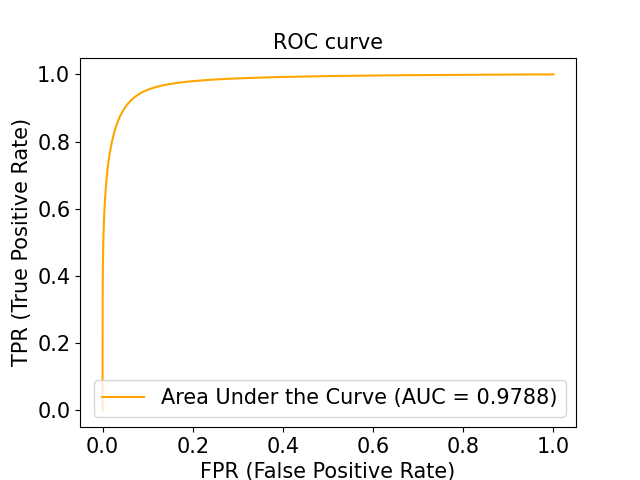 ROC curve
TPR (True Positive Rate)
1.0
0.8
0.6
0.4
0.2
0.0
Area Under the Curve (AUC = 0.9788)
0.0 0.2 0.4 0.6 0.8 1.0
FPR (False Positive Rate)